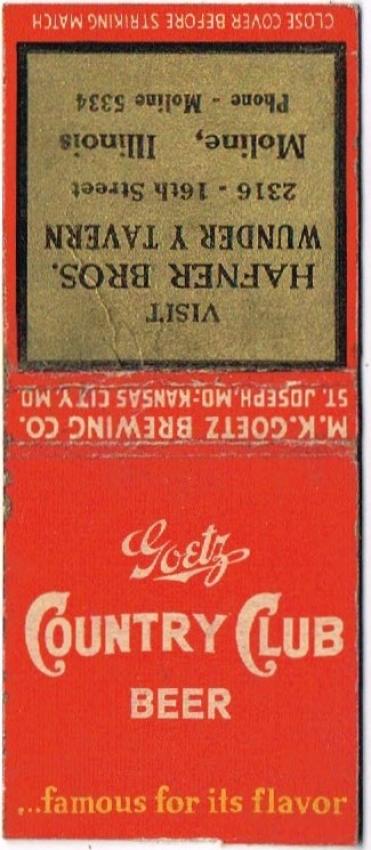 Goetz
COUNTRY CLUB
BEER
...famous for its flavor
M.K. GOETZ BREWING CO.
ST. JOSEPH, MO.-KANSAS CITY, MO
VISIT
HAFNER BROS.
WUNDER Y TAVERN
2316 - 16th Street
Moline, Illinois
Phone - Moline 5334
CLOSE COVER BEFORE STRIKING MATCH